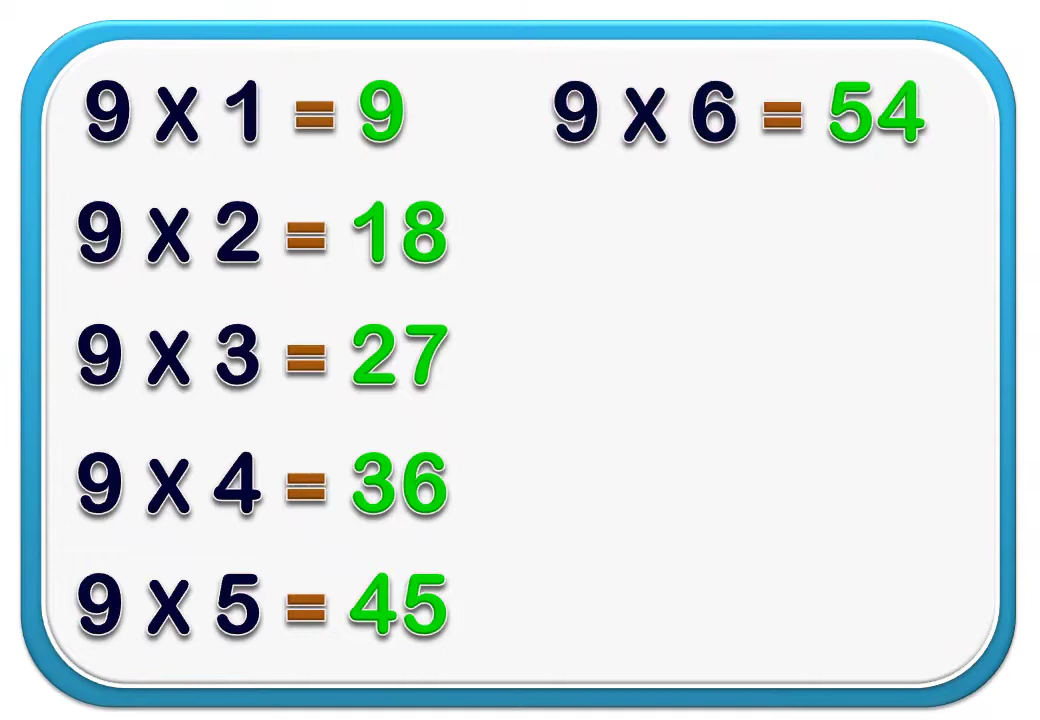 9 x 1 = 9
9 x 2 = 18
9 x 3 = 27
9 x 4 = 36
9 x 5 = 45
9 x 6 = 54